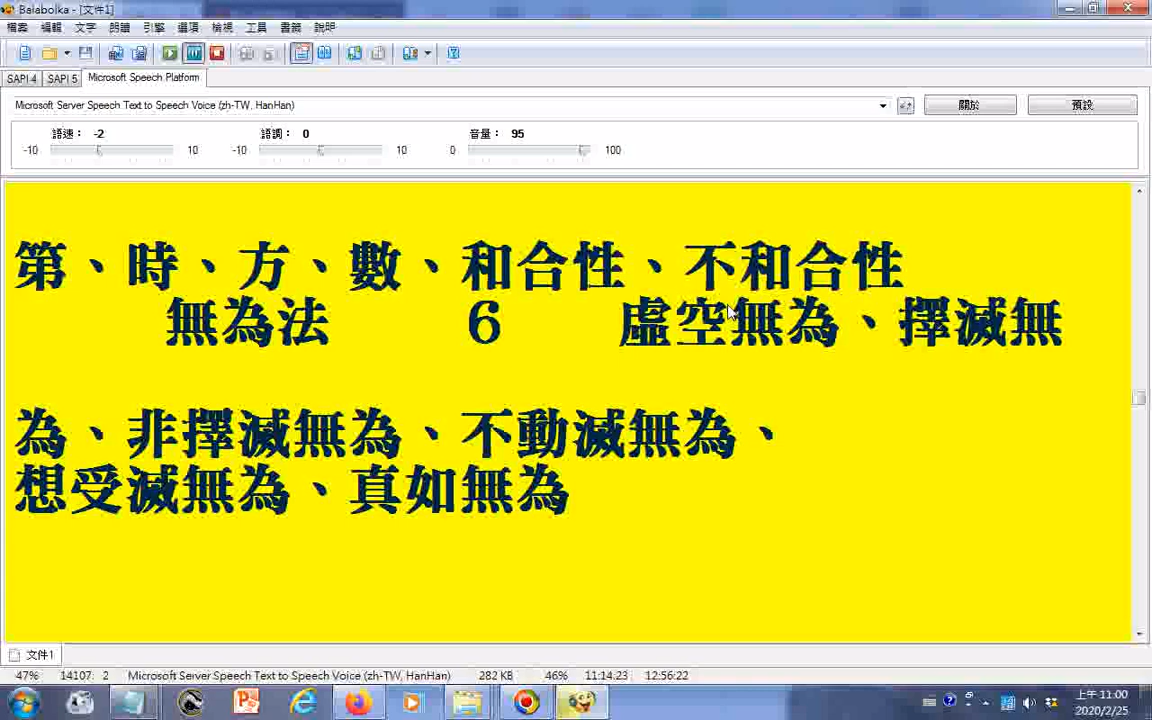 Balabolka - [文件1]
檔案 編輯 文字 朗讀 引擎 選項 檢視 工具 書籤 說明
SAPI 4 SAPI 5 Microsoft Speech Platform
Microsoft Server Speech Text to Speech Voice (zh-TW, HanHan) 關於 預設
語速： -2 語調： 0 音量： 95
-10 10 -10 10 0 100
第、時、方、數、和合性、不和合性
無為法 6 虛空無為、擇滅無
為、非擇滅無為、不動滅無為、
想受滅無為、真如無為
文件1
47% 14107: 2 Microsoft Server Speech Text to Speech Voice (zh-TW, HanHan) 282 KB 46% 11:14:23 12:56:22
上午 11:00
2020/2/25